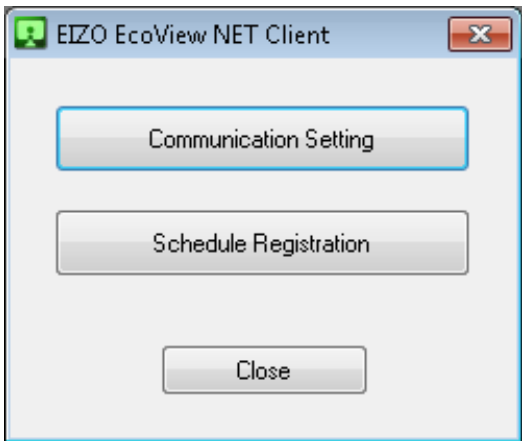 EIZO EcoView NET Client
Communication Setting
Schedule Registration
Close